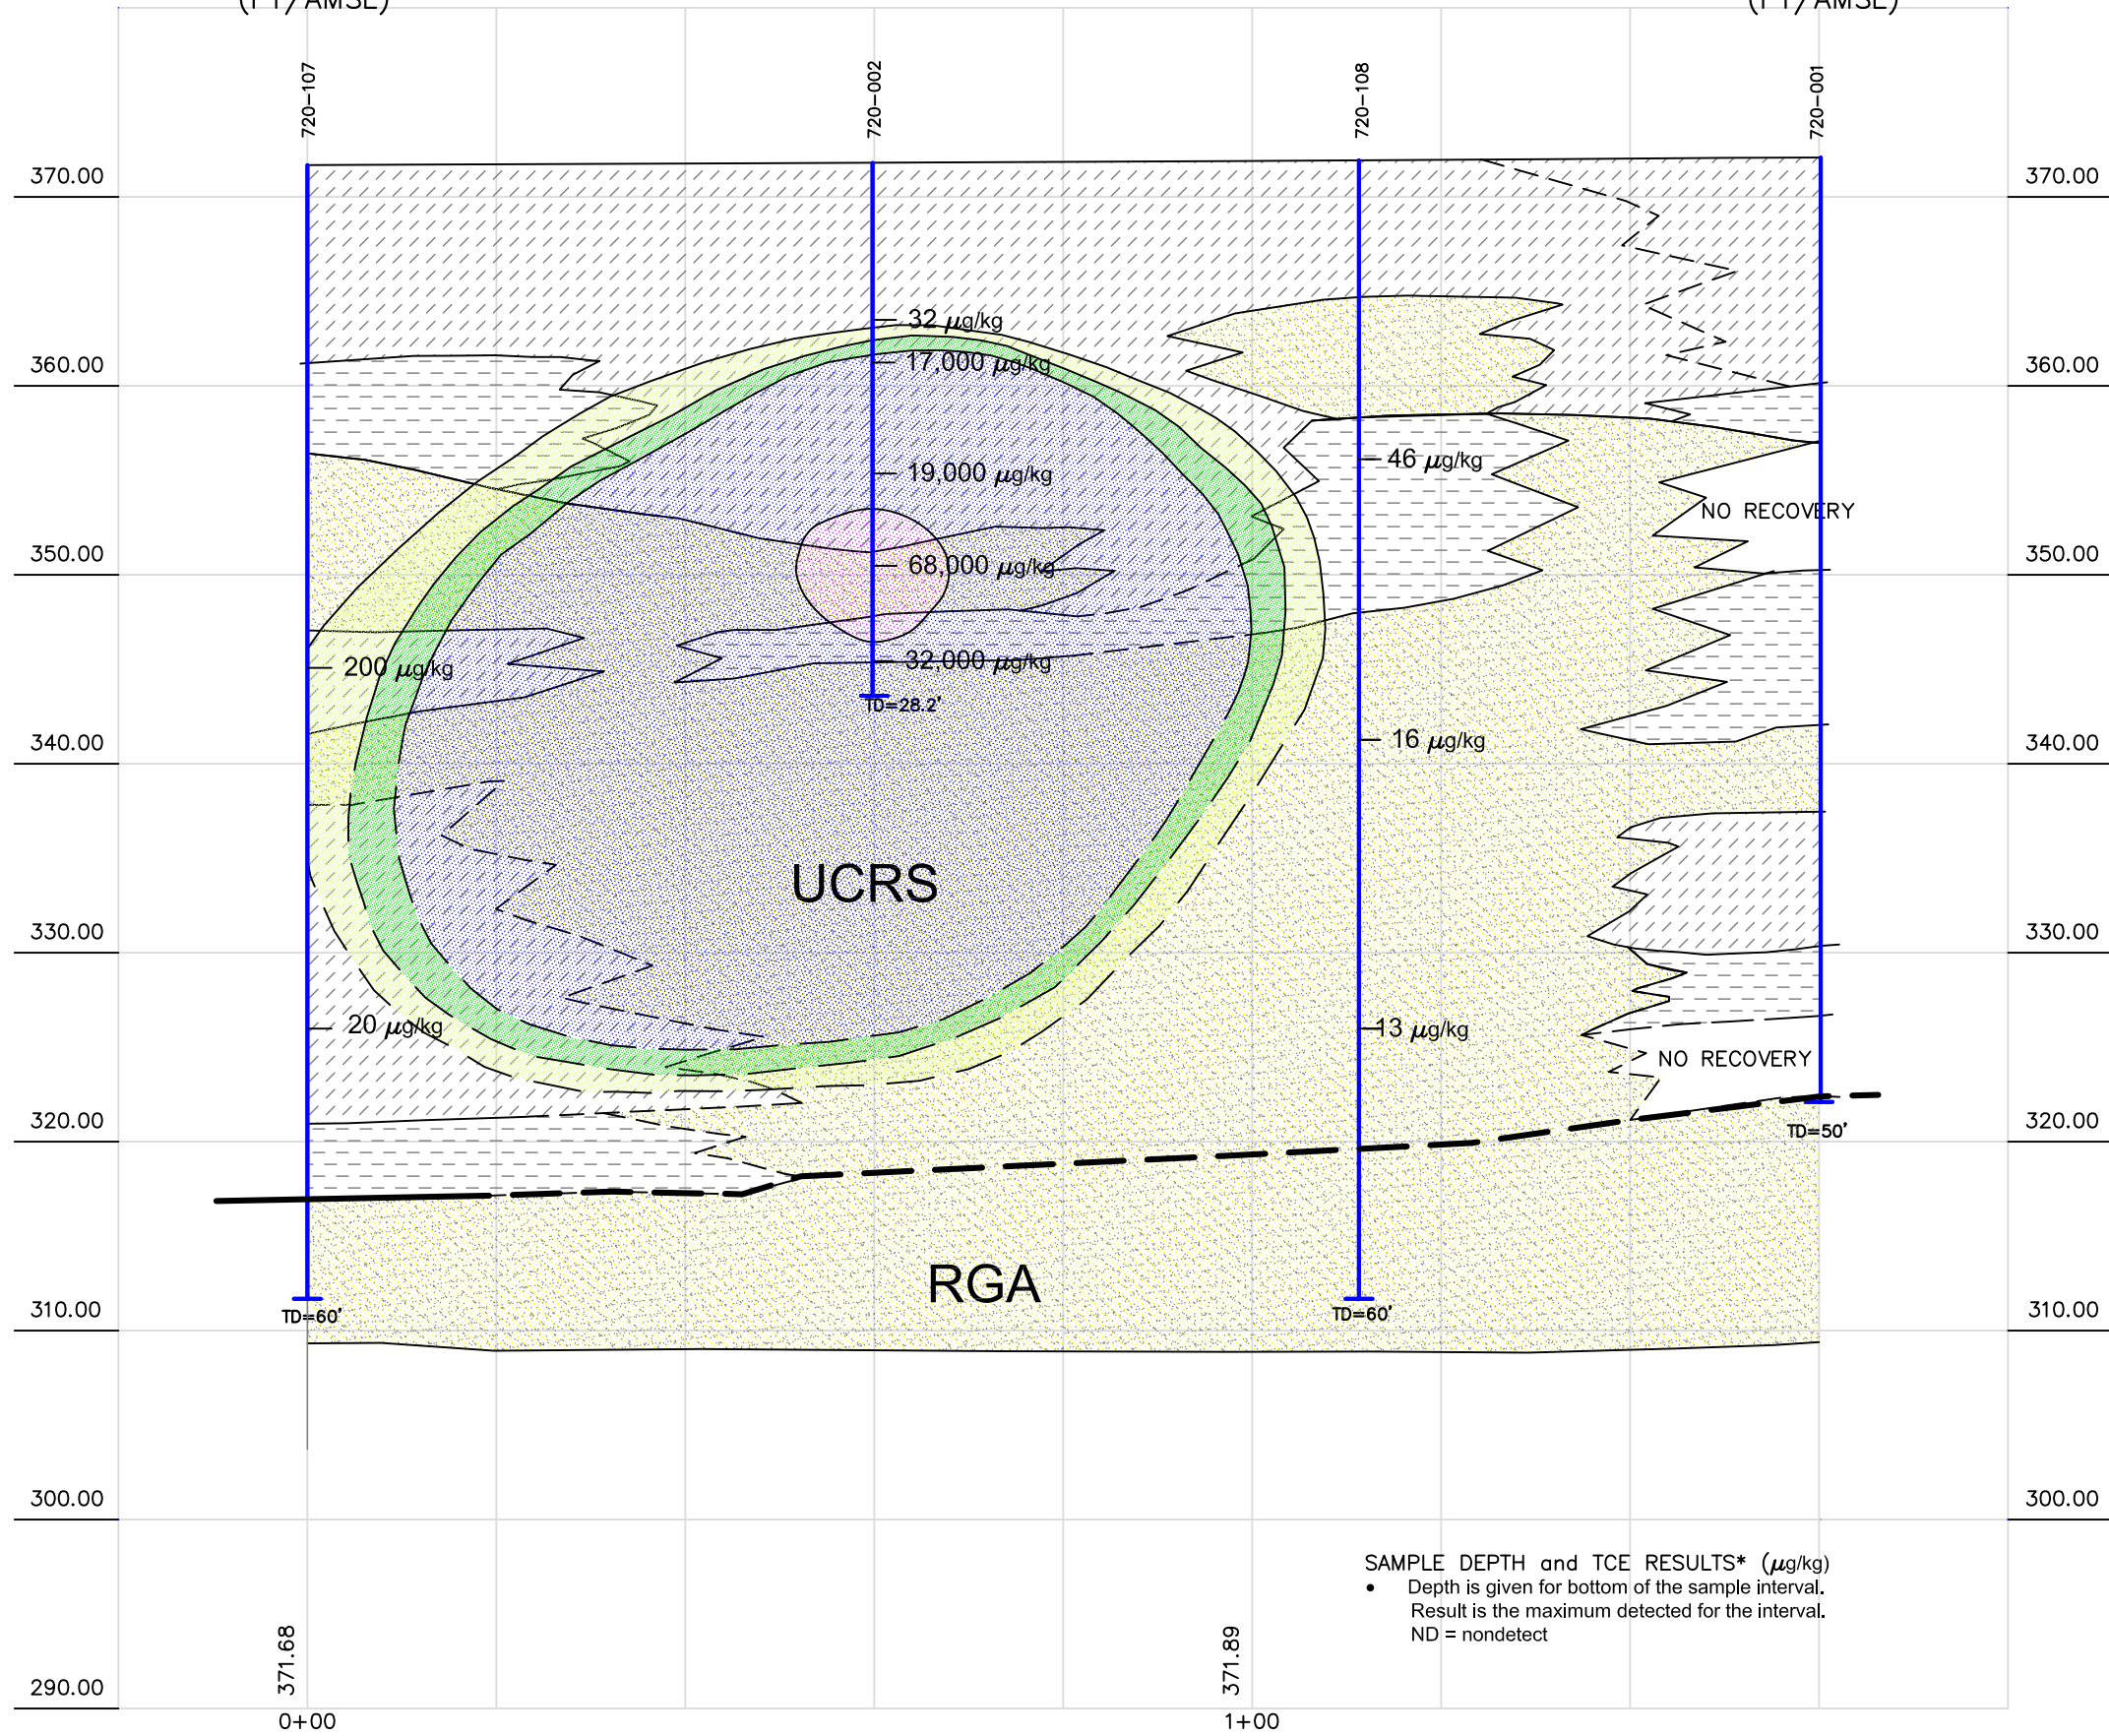 (FT/AMSL) (FT/AMSL)
720-107 720-002 720-108 720-001
370.00 370.00
32 µg/kg
17,000 µg/kg
360.00 360.00
46 µg/kg
19,000 µg/kg
NO RECOVERY
350.00 350.00
68,000 µg/kg
32,000 µg/kg
200 µg/kg
TD=28.2'
340.00 340.00
16 µg/kg
UCRS
330.00 330.00
20 µg/kg
13 µg/kg
NO RECOVERY
320.00 320.00
TD=50'
RGA
310.00 310.00
TD=60' TD=60'
300.00 300.00
SAMPLE DEPTH and TCE RESULTS* (µg/kg)
• Depth is given for bottom of the sample interval.
Result is the maximum detected for the interval.
ND = nondetect
371.68 371.89
290.00
0+00 1+00